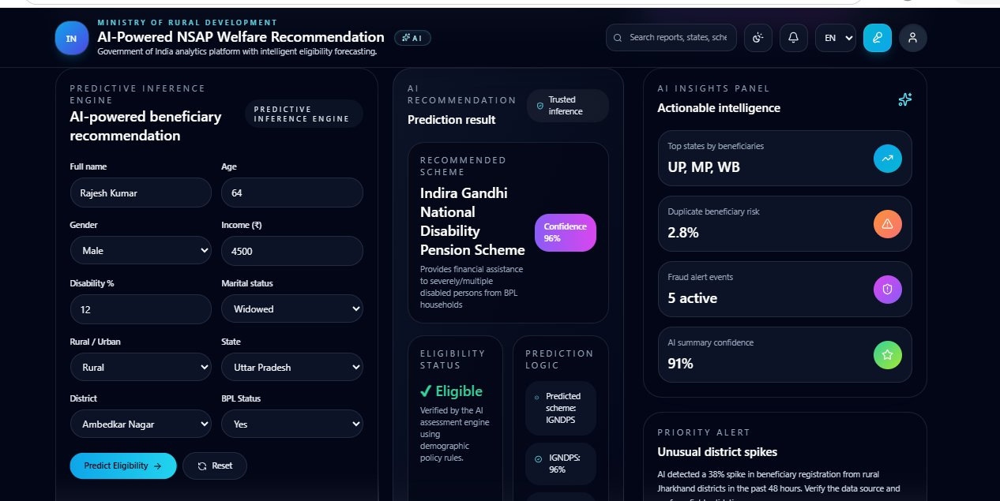 IN
MINISTRY OF RURAL DEVELOPMENT
AI-Powered NSAP Welfare Recommendation
AI
Government of India analytics platform with intelligent eligibility forecasting.
Search reports, states, sche
EN
PREDICTIVE INFERENCE
ENGINE
AI-powered beneficiary
recommendation
PREDICTIVE
INFERENCE ENGINE
Full name
Age
Rajesh Kumar
64
Gender
Income (₹)
Male
4500
Disability %
Marital status
12
Widowed
Rural / Urban
State
Rural
Uttar Pradesh
District
BPL Status
Ambedkar Nagar
Yes
Predict Eligibility →
Reset
AI
RECOMMENDATION
Prediction result
Trusted
inference
RECOMMENDED
SCHEME
Indira Gandhi
National
Disability
Pension Scheme
Confidence
96%
Provides financial assistance
to severely/multiple
disabled persons from BPL
households
ELIGIBILITY
STATUS
✔ Eligible
Verified by the AI
assessment engine
using
demographic
policy rules.
PREDICTION
LOGIC
Predicted
scheme:
IGNDPS
IGNDPS:
96%
AI INSIGHTS PANEL
Actionable intelligence
Top states by beneficiaries
UP, MP, WB
Duplicate beneficiary risk
2.8%
Fraud alert events
5 active
AI summary confidence
91%
PRIORITY ALERT
Unusual district spikes
AI detected a 38% spike in beneficiary registration from rural
Jharkhand districts in the past 48 hours. Verify the data source and